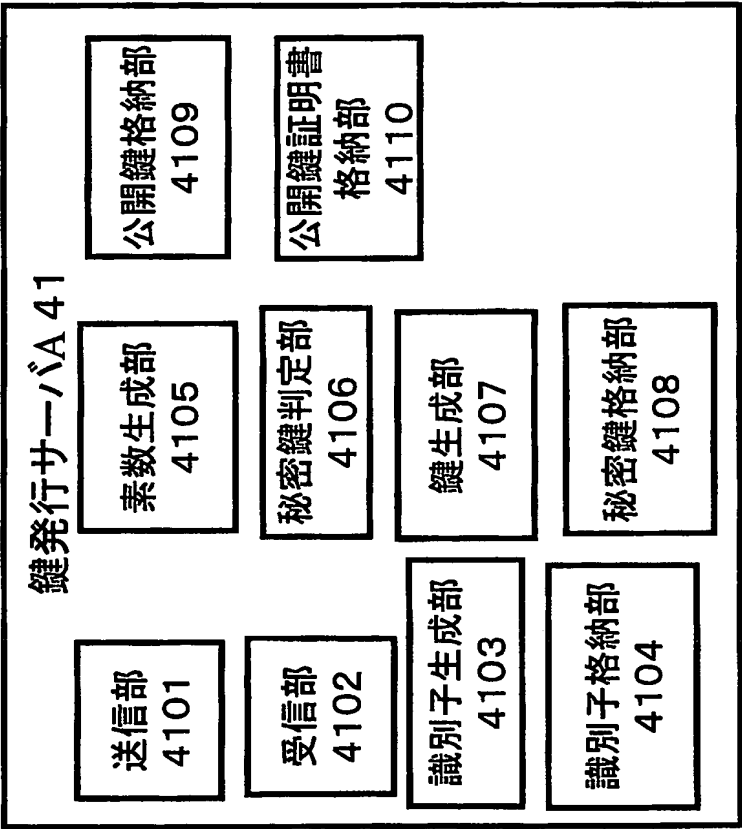 鍵発行サーバA 41
送信部
4101
受信部
4102
識別子生成部
4103
識別子格納部
4104
素数生成部
4105
秘密鍵判定部
4106
鍵生成部
4107
秘密鍵格納部
4108
公開鍵格納部
4109
公開鍵証明書
格納部
4110